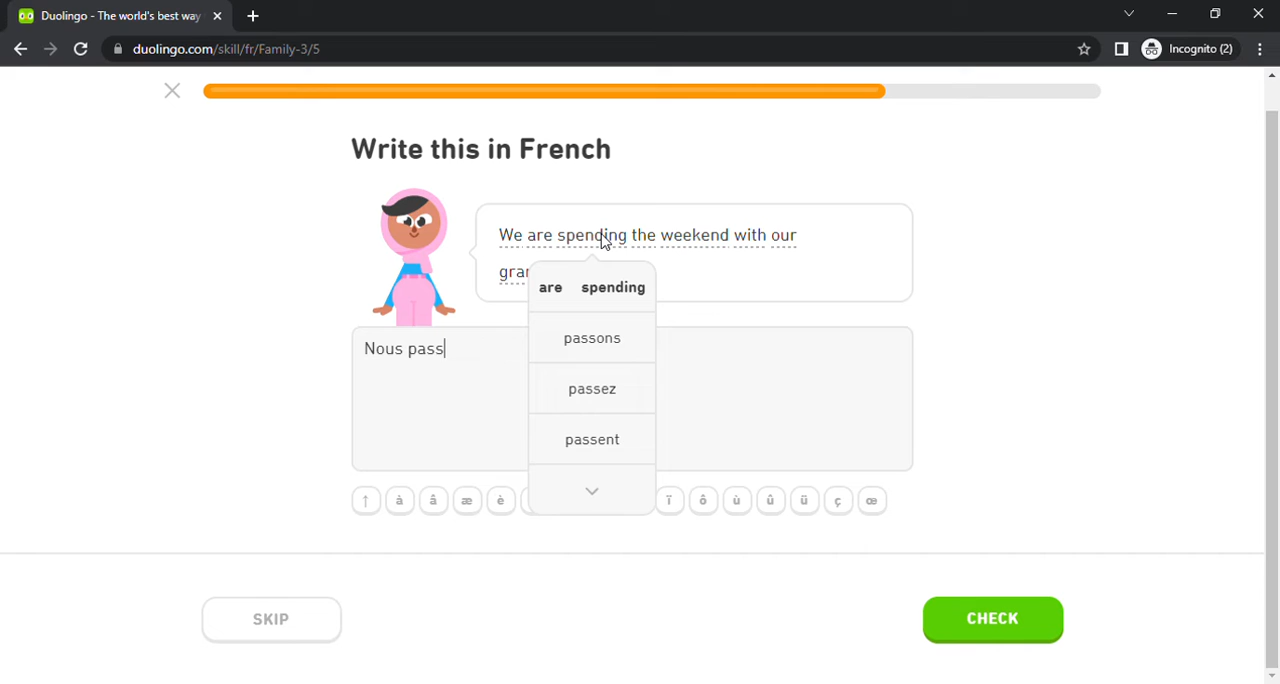 Duolingo - The world's best way
duolingo.com/skill/fr/Family-3/5
Incognito (2)
Write this in French
We are spending the weekend with our
are spending
passons
passez
passent
Nous pass
↑ à â æ è ï ô ù û ü ç œ
SKIP
CHECK